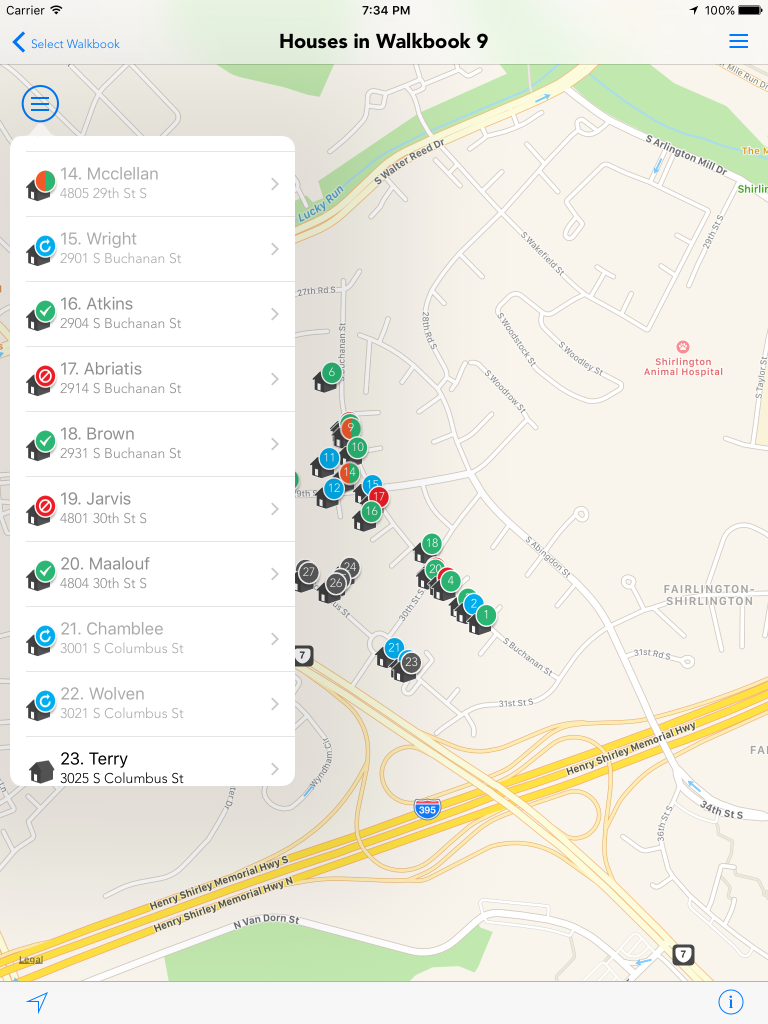 Carrier 7:34 PM 100%
Select Walkbook
Houses in Walkbook 9
14. Mcclellan
4805 29th St S
15. Wright
2901 S Buchanan St
16. Atkins
2904 S Buchanan St
17. Abriatis
2914 S Buchanan St
18. Brown
2931 S Buchanan St
19. Jarvis
4801 30th St S
20. Maalouf
4804 30th St S
21. Chamblee
3001 S Columbus St
22. Wolven
3021 S Columbus St
23. Terry
3025 S Columbus St
Mile Run Dr
S Walter Reed Dr
S Arlington Mill Dr
Lucky Run
29th St S
S Wakefield St
27th Rd S
28th Rd S
S Buchanan St
S Woodstock St
S Woodley St
S Woodrow St
Shirlington
Animal Hospital
S Taylor St
6
9
10
11
14
12
15
17
16
18
20
4
2
1
27
24
26
21
23
S Abingdon St
30th St S
S Buchanan St
FAIRLINGTON-
SHIRLINGTON
31st Rd S
31st St S
7
Wyndham Cir
Henry Shirley Memorial Hwy
395
34th St S
36th St S
Henry Shirley Memorial Hwy S
Henry Shirley Memorial Hwy N
N Van Dorn St
7
Legal